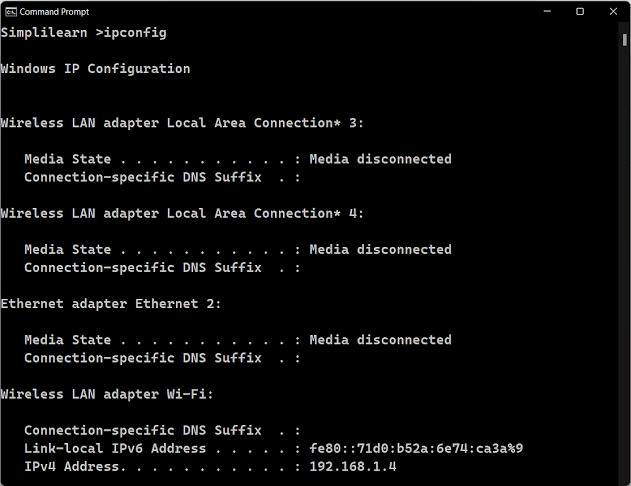 Command Prompt
Simplilearn >ipconfig
Windows IP Configuration
Wireless LAN adapter Local Area Connection* 3:
Media State . . . . . . . . . . . : Media disconnected
Connection-specific DNS Suffix  . :
Wireless LAN adapter Local Area Connection* 4:
Media State . . . . . . . . . . . : Media disconnected
Connection-specific DNS Suffix  . :
Ethernet adapter Ethernet 2:
Media State . . . . . . . . . . . : Media disconnected
Connection-specific DNS Suffix  . :
Wireless LAN adapter Wi-Fi:
Connection-specific DNS Suffix  . :
Link-local IPv6 Address . . . . . : fe80::71d0:b52a:6e74:ca3a%9
IPv4 Address. . . . . . . . . . . : 192.168.1.4